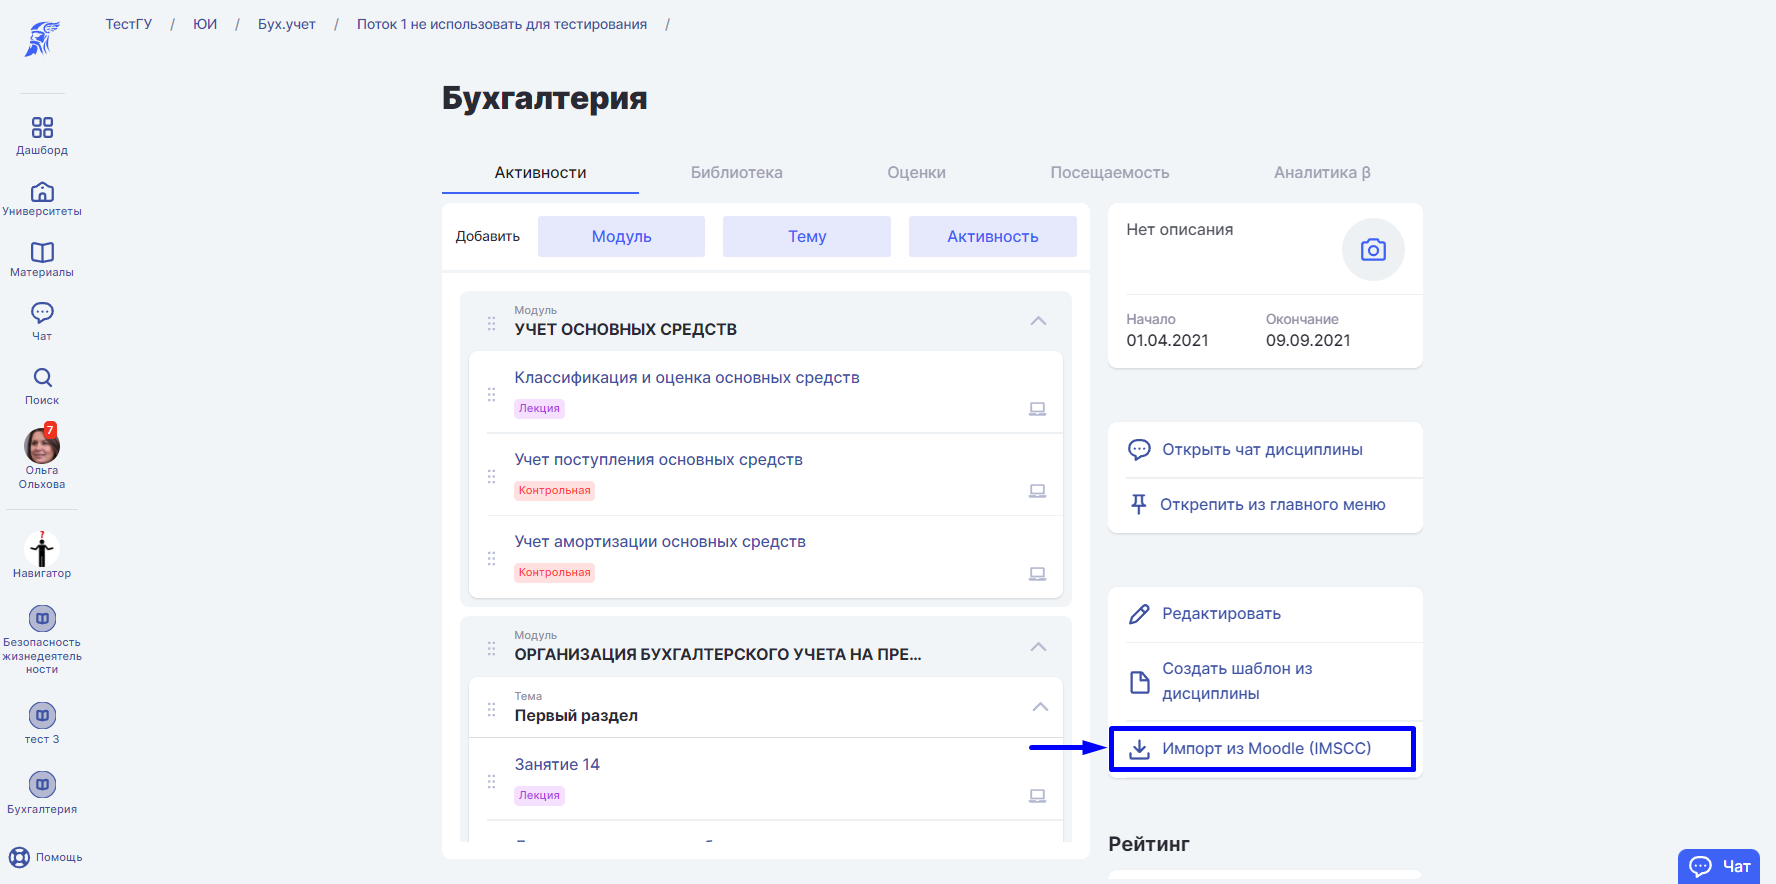 ТестГУ / ЮИ / Бух.учет / Поток 1 не использовать для тестирования /
Дашборд
Университеты
Материалы
Чат
Поиск
7
Ольга
Ольхова
?
Навигатор
Безопасность
жизнедеятель
ности
тест 3
Бухгалтерия
Помощь
Бухгалтерия
Активности Библиотека Оценки Посещаемость Аналитика β
Добавить Модуль Тему Активность
Модуль
УЧЕТ ОСНОВНЫХ СРЕДСТВ
Классификация и оценка основных средств
Лекция
Учет поступления основных средств
Контрольная
Учет амортизации основных средств
Контрольная
Модуль
ОРГАНИЗАЦИЯ БУХГАЛТЕРСКОГО УЧЕТА НА ПРЕ...
Тема
Первый раздел
Занятие 14
Лекция
Нет описания
Начало Окончание
01.04.2021 09.09.2021
Открыть чат дисциплины
Открепить из главного меню
Редактировать
Создать шаблон из
дисциплины
Импорт из Moodle (IMSCC)
Рейтинг
Чат